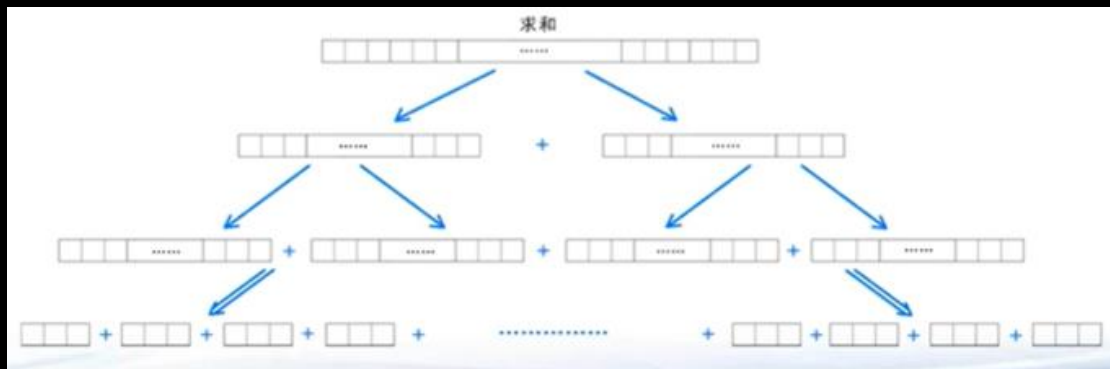 求和
......
...... + ......
...... + ...... + ...... + ......
+ + + + .............. + + + +